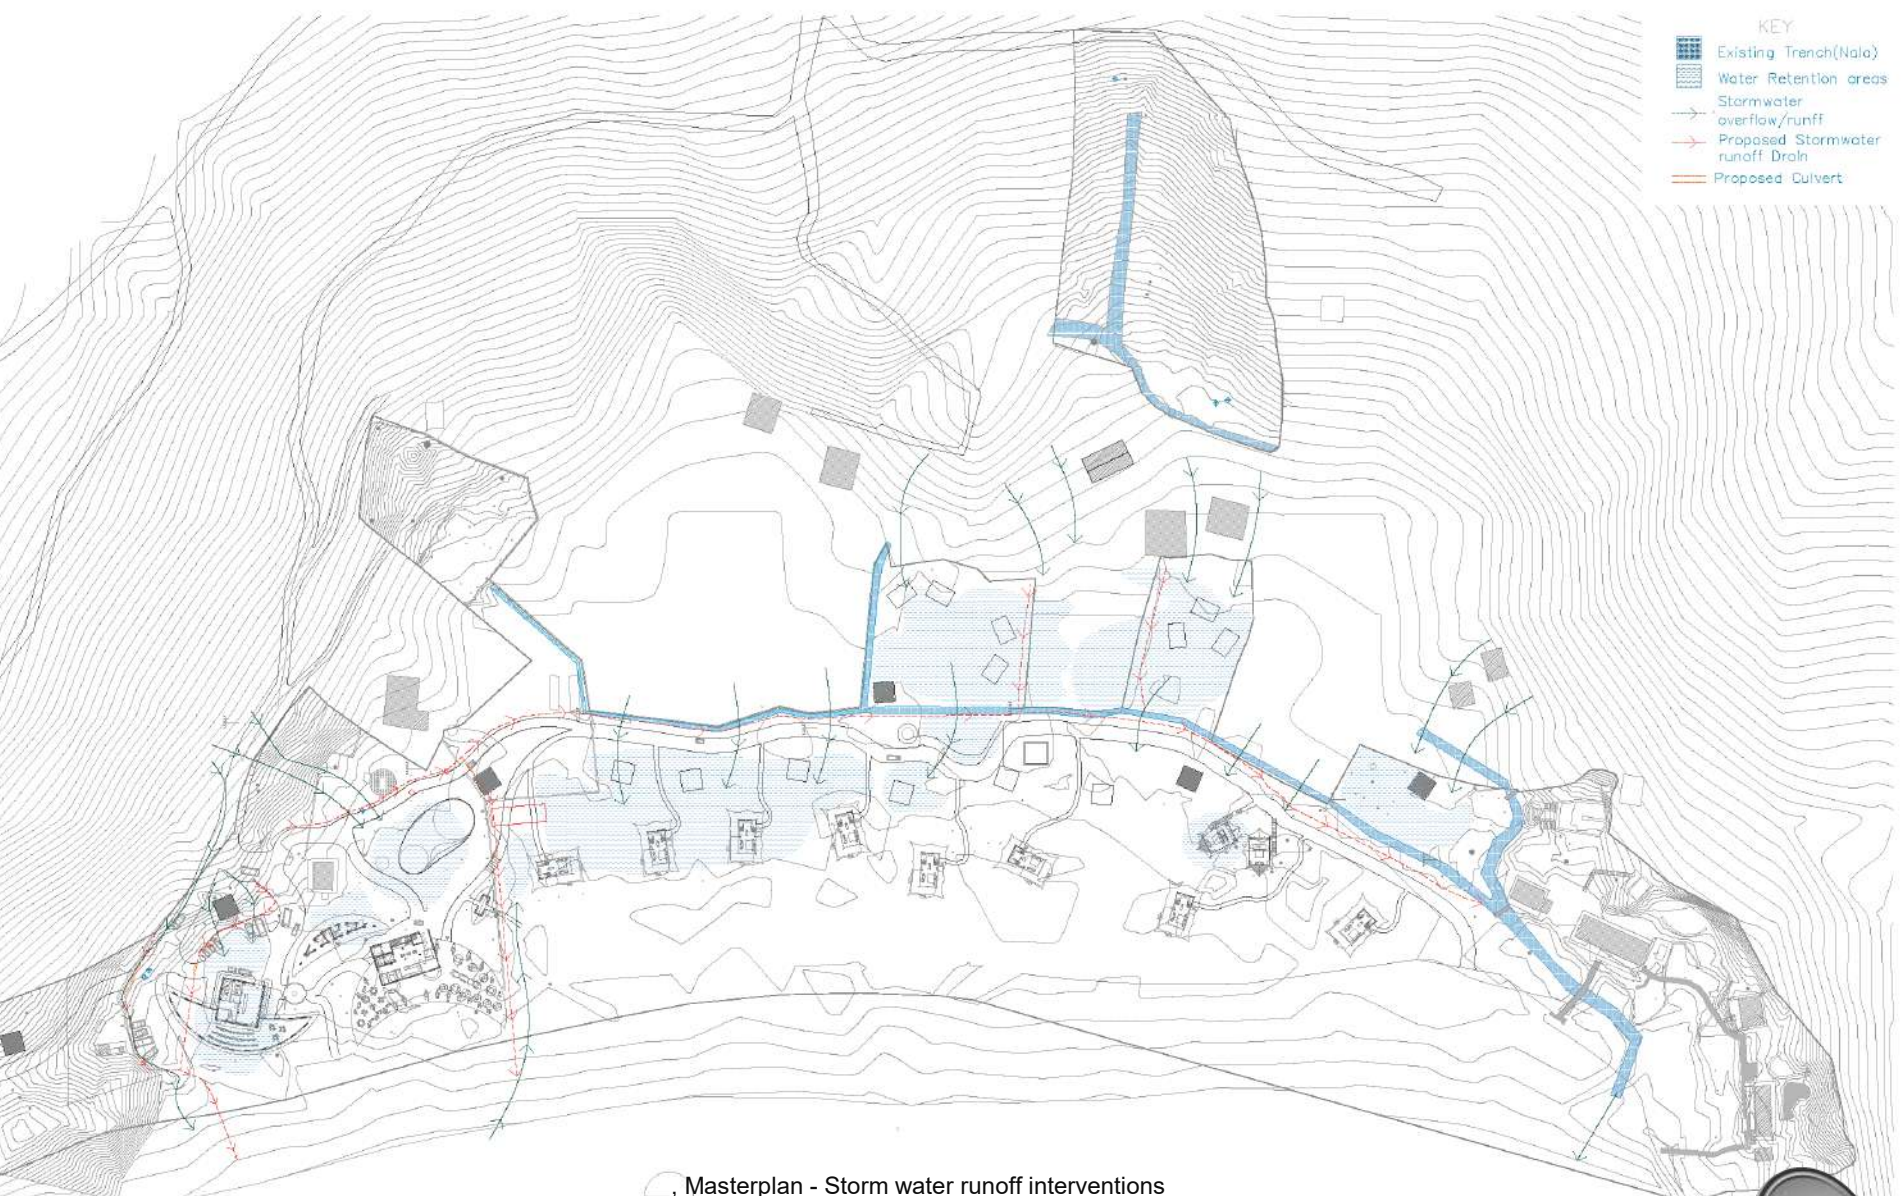 KEY
Existing Trench(Nala)
Water Retention areas
Stormwater
overflow/runff
Proposed Stormwater
runoff Drain
Proposed Culvert
, Masterplan - Storm water runoff interventions